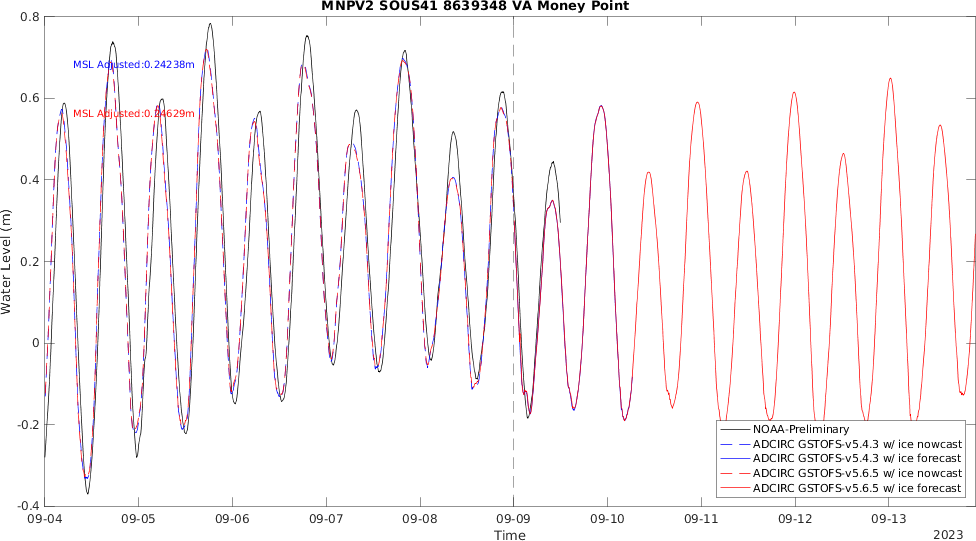 MNPV2 SOUS41 8639348 VA Money Point
0.8
MSL Adjusted:0.24238m
0.6
MSL Adjusted:0.24629m
0.4
0.2
0
-0.2
-0.4
Water Level (m)
NOAA-Preliminary
ADCIRC GSTOFS-v5.4.3 w/ ice nowcast
ADCIRC GSTOFS-v5.4.3 w/ ice forecast
ADCIRC GSTOFS-v5.6.5 w/ ice nowcast
ADCIRC GSTOFS-v5.6.5 w/ ice forecast
09-04 09-05 09-06 09-07 09-08 09-09 09-10 09-11 09-12 09-13
Time
2023